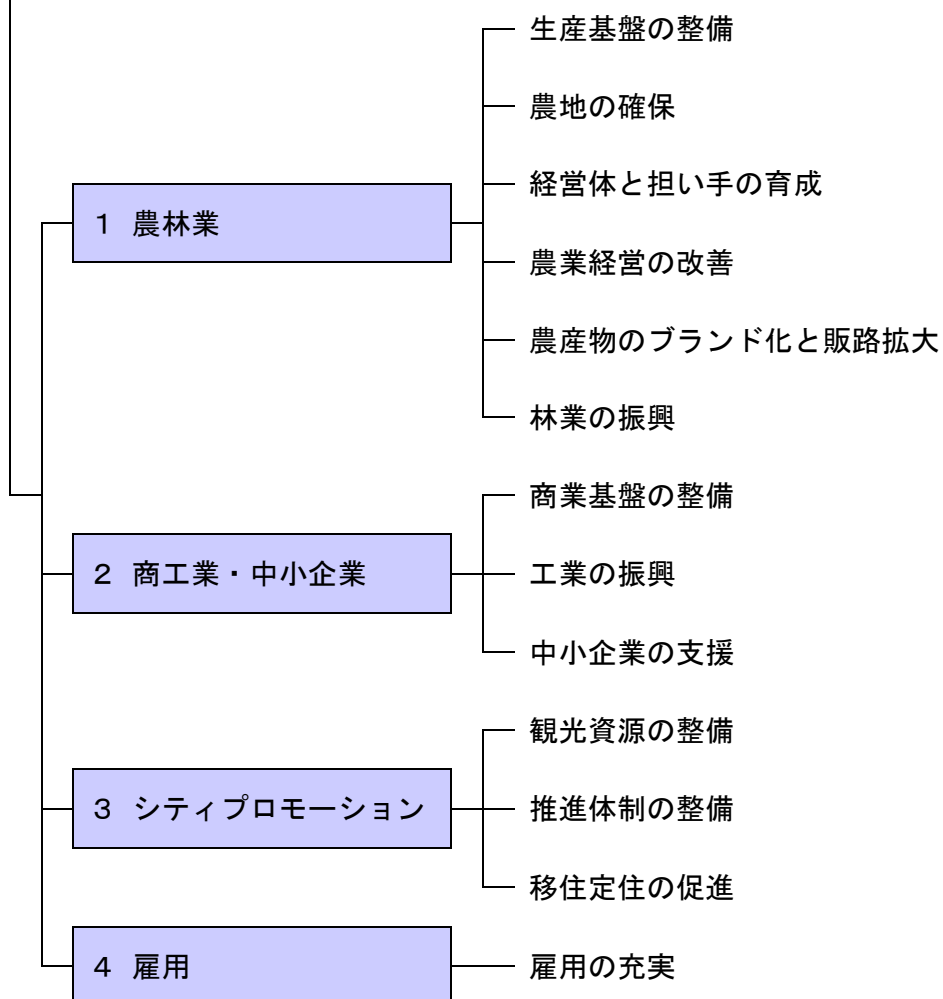 1 農林業
生産基盤の整備
農地の確保
経営体と担い手の育成
農業経営の改善
農産物のブランド化と販路拡大
林業の振興
2 商工業・中小企業
商業基盤の整備
工業の振興
中小企業の支援
3 シティプロモーション
観光資源の整備
推進体制の整備
移住定住の促進
4 雇用
雇用の充実